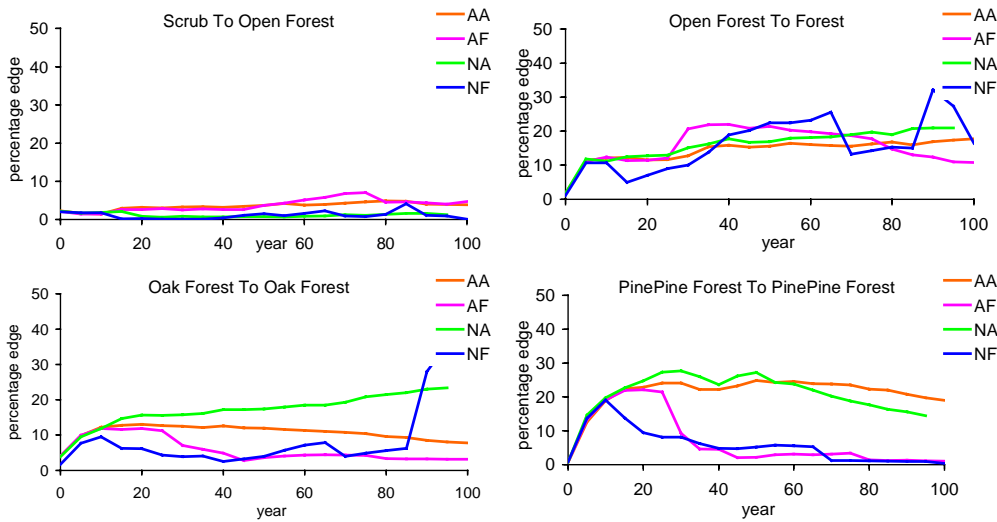 Scrub To Open Forest
percentage edge
50
40
30
20
10
0
0 20 40 60 80 100
year
AA
AF
NA
NF
Open Forest To Forest
percentage edge
50
40
30
20
10
0
0 20 40 60 80 100
year
AA
AF
NA
NF
Oak Forest To Oak Forest
percentage edge
50
40
30
20
10
0
0 20 40 60 80 100
year
AA
AF
NA
NF
PinePine Forest To PinePine Forest
percentage edge
50
40
30
20
10
0
0 20 40 60 80 100
year
AA
AF
NA
NF